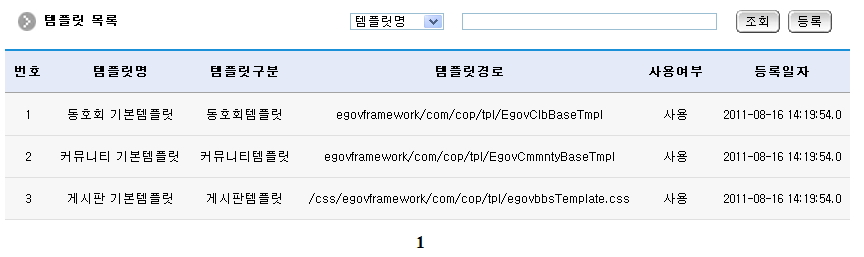 템플릿 목록 템플릿명 조회 등록
번호 템플릿명 템플릿구분 템플릿경로 사용여부 등록일자
1 동호회 기본템플릿 동호회템플릿 egovframework/com/cop/tpl/EgovClbBaseTmpl 사용 2011-08-16 14:19:54.0
2 커뮤니티 기본템플릿 커뮤니티템플릿 egovframework/com/cop/tpl/EgovCmmntyBaseTmpl 사용 2011-08-16 14:19:54.0
3 게시판 기본템플릿 게시판템플릿 /css/egovframework/com/cop/tpl/egovbbsTemplate.css 사용 2011-08-16 14:19:54.0
1